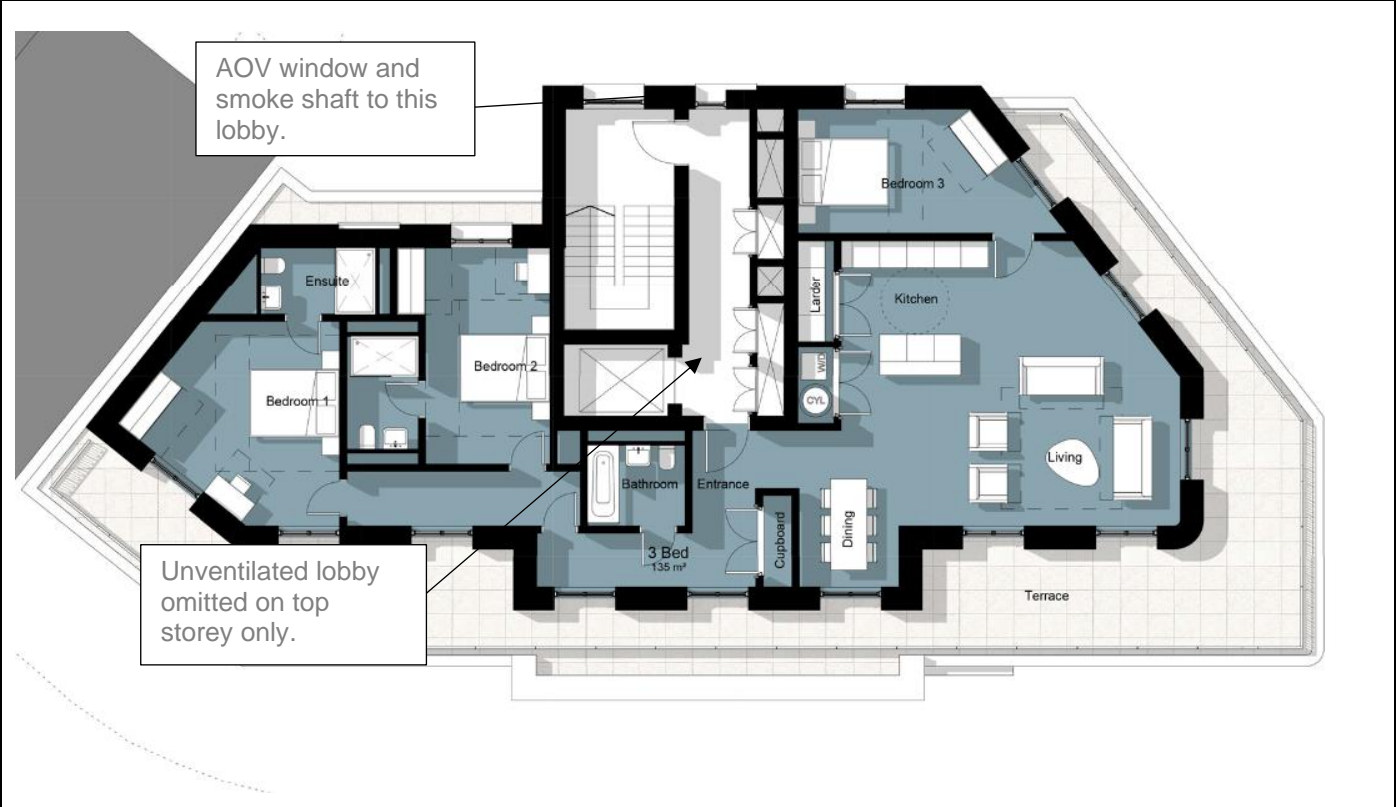 AOV window and
smoke shaft to this
lobby.
Bedroom 3
Ensuite
Larder
Kitchen
Bedroom 2
W/D
Bedroom 1
CYL
Living
Bathroom
Entrance
Dining
Cupboard
3 Bed
135 m²
Unventilated lobby
omitted on top
storey only.
Terrace